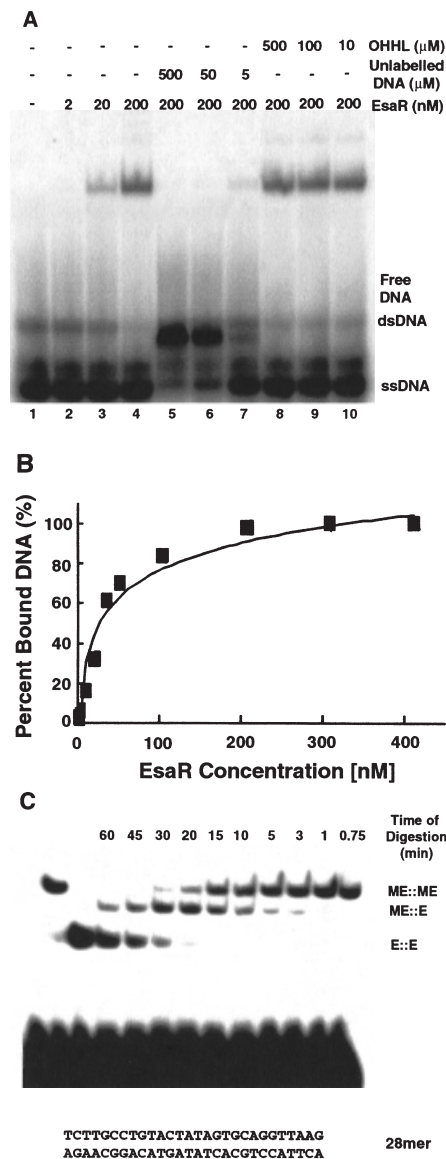 A
- - - - - - - 500 100 10 OHHL (μM)
- - - - 500 50 5 - - - Unlabelled DNA (μM)
- 2 20 200 200 200 200 200 200 200 EsaR (nM)
Free
DNA
dsDNA
ssDNA
1 2 3 4 5 6 7 8 9 10
B
Percent Bound DNA (%)
100
80
60
40
20
0
0 100 200 300 400
EsaR Concentration [nM]
C
Time of
Digestion
(min)
60 45 30 20 15 10 5 3 1 0.75
ME::ME
ME::E
E::E
TCTTGCCTGTACTATAGTGCAGGTTAAG
AGAACGGACATGATATCACGTCCATTCA
28mer